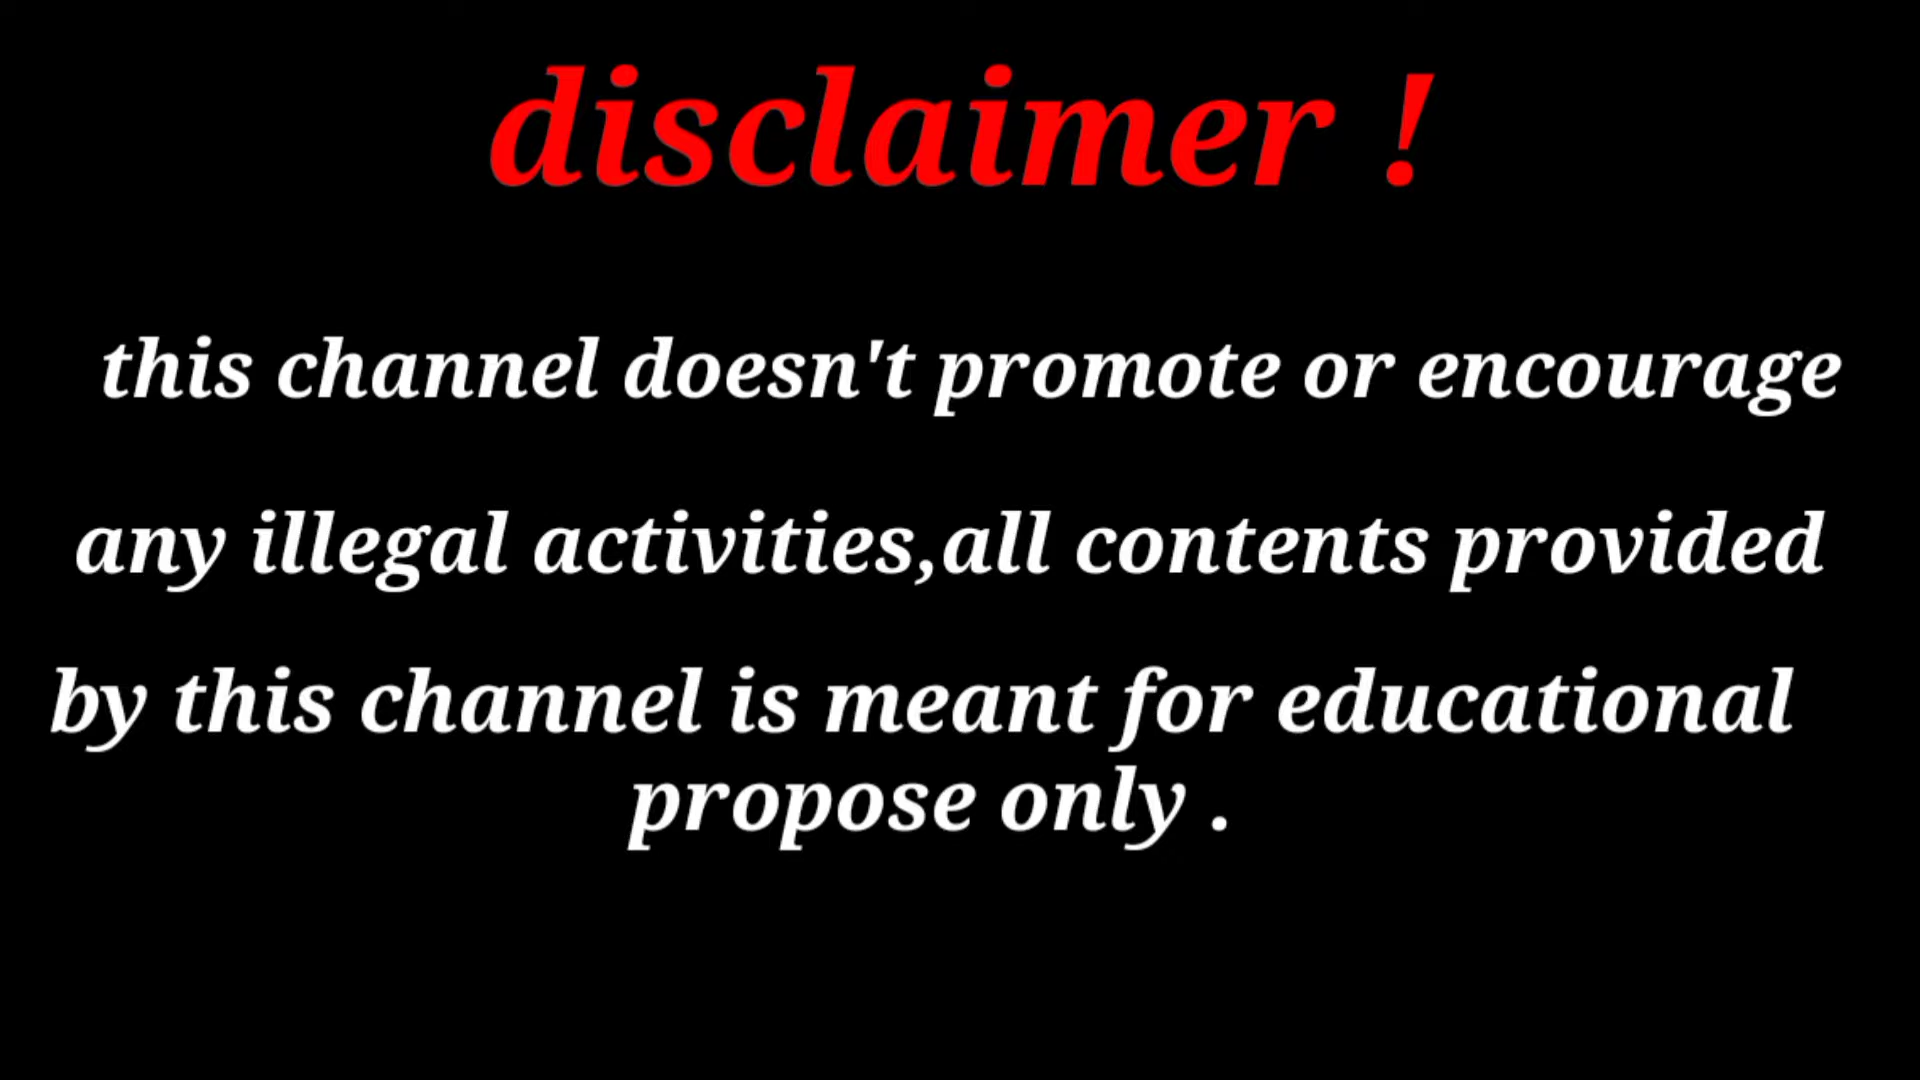 disclaimer !
this channel doesn't promote or encourage
any illegal activities,all contents provided
by this channel is meant for educational
propose only .